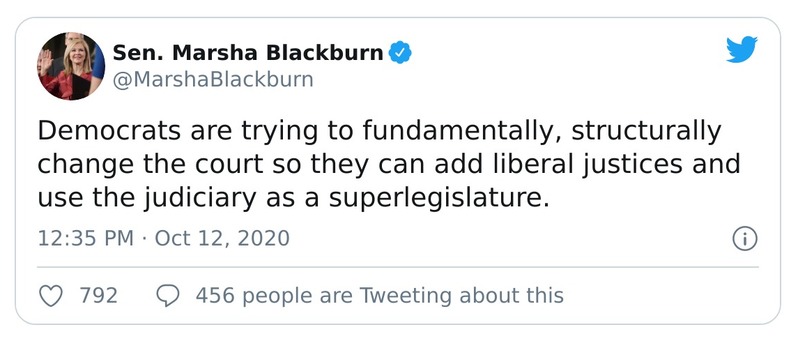 Sen. Marsha Blackburn
@MarshaBlackburn
Democrats are trying to fundamentally, structurally
change the court so they can add liberal justices and
use the judiciary as a superlegislature.
12:35 PM · Oct 12, 2020
792 456 people are Tweeting about this